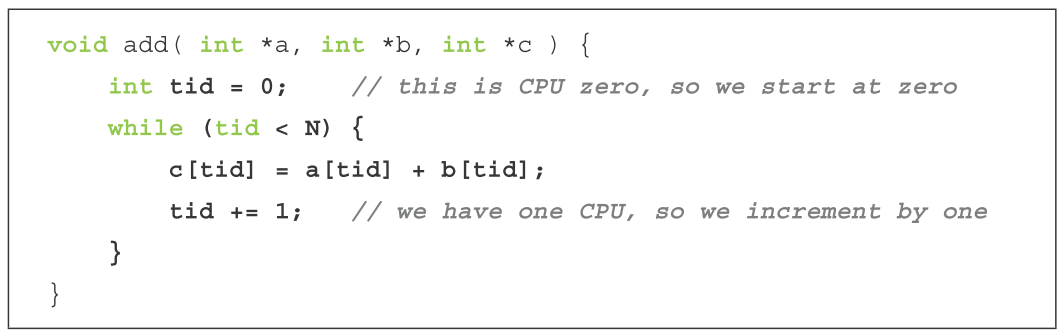 void add( int *a, int *b, int *c ) {
    int tid = 0;    // this is CPU zero, so we start at zero
    while (tid < N) {
        c[tid] = a[tid] + b[tid];
        tid += 1;   // we have one CPU, so we increment by one
    }
}